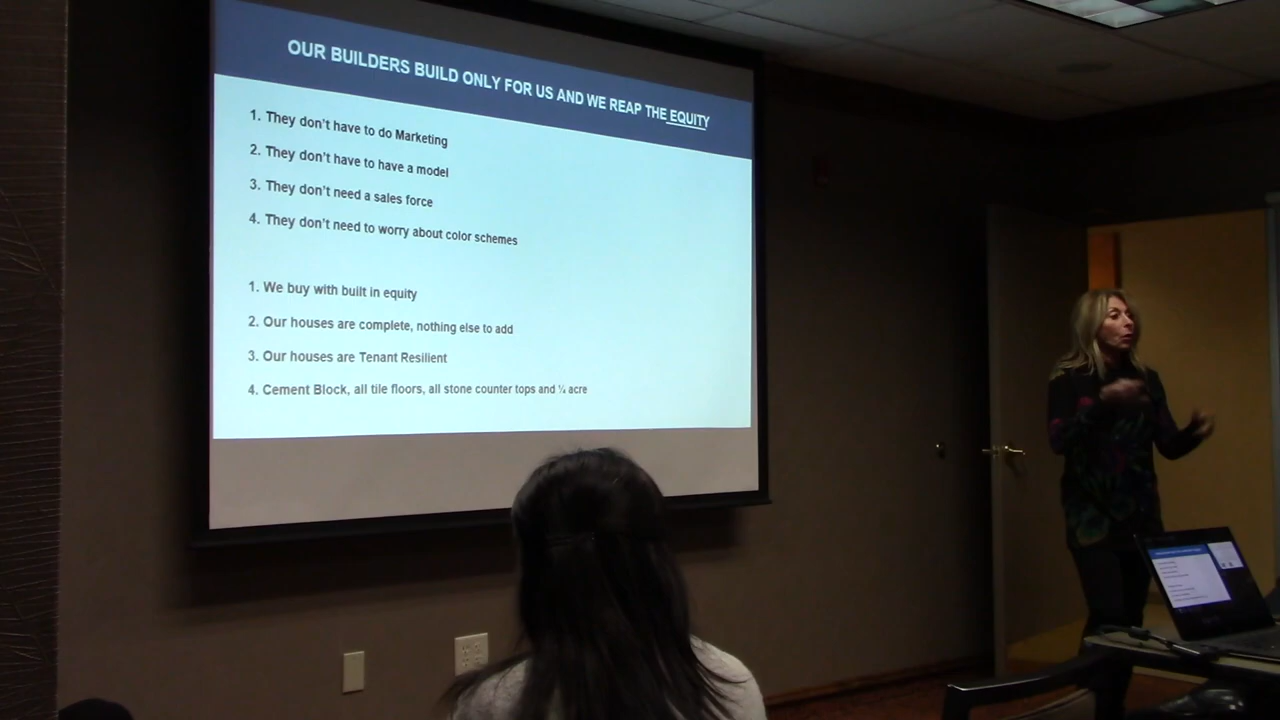 OUR BUILDERS BUILD ONLY FOR US AND WE REAP THE EQUITY
1. They don't have to do Marketing
2. They don't have to have a model
3. They don't need a sales force
4. They don't need to worry about color schemes
1. We buy with built in equity
2. Our houses are complete, nothing else to add
3. Our houses are Tenant Resilient
4. Cement Block, all tile floors, all stone counter tops and ¼ acre